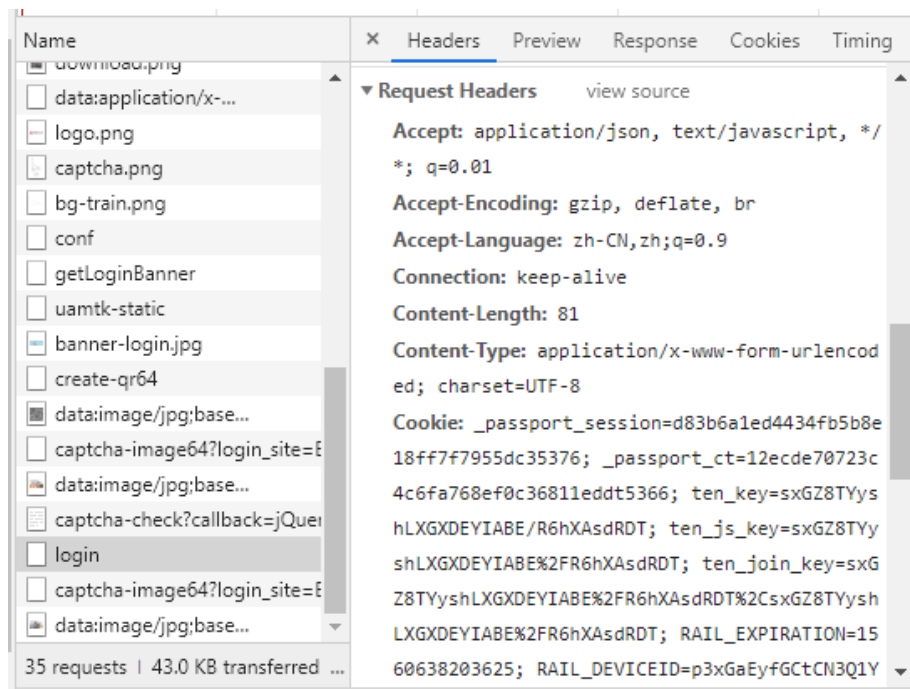 Name
download.png
data:application/x-...
logo.png
captcha.png
bg-train.png
conf
getLoginBanner
uamtk-static
banner-login.jpg
create-qr64
data:image/jpg;base...
captcha-image64?login_site=E
data:image/jpg;base...
captcha-check?callback=jQuer
login
captcha-image64?login_site=E
data:image/jpg;base...
35 requests | 43.0 KB transferred ...
× Headers Preview Response Cookies Timing
▼ Request Headers view source
Accept: application/json, text/javascript, */
*; q=0.01
Accept-Encoding: gzip, deflate, br
Accept-Language: zh-CN,zh;q=0.9
Connection: keep-alive
Content-Length: 81
Content-Type: application/x-www-form-urlencod
ed; charset=UTF-8
Cookie: _passport_session=d83b6a1ed4434fb5b8e
18ff7f7955dc35376; _passport_ct=12ecde70723c
4c6fa768ef0c36811eddt5366; ten_key=sxGZ8TYys
hLXGXDEYIABE/R6hXAsdRDT; ten_js_key=sxGZ8TYy
shLXGXDEYIABE%2FR6hXAsdRDT; ten_join_key=sxG
Z8TYyshLXGXDEYIABE%2FR6hXAsdRDT%2CsxGZ8TYysh
LXGXDEYIABE%2FR6hXAsdRDT; RAIL_EXPIRATION=15
60638203625; RAIL_DEVICEID=p3xGaEyfGCtCN3Q1Y